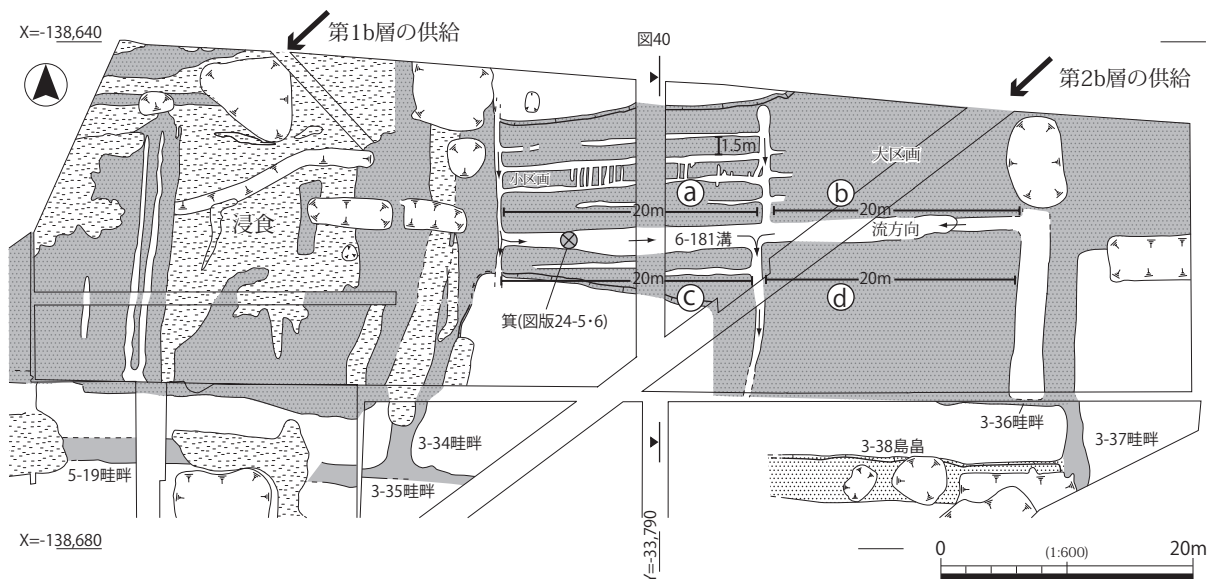 X=-138,640
第1b層の供給
図40
第2b層の供給
1.5m
大区画
小区画
ⓐ
ⓑ
20m
20m
浸食
流方向
6-181溝
20m
20m
ⓒ
ⓓ
箕(図版24-5・6)
3-36畦畔
3-34畦畔
3-37畦畔
3-38島畠
5-19畦畔
3-35畦畔
X=-138,680
Y=-33,790
0
(1:600)
20m